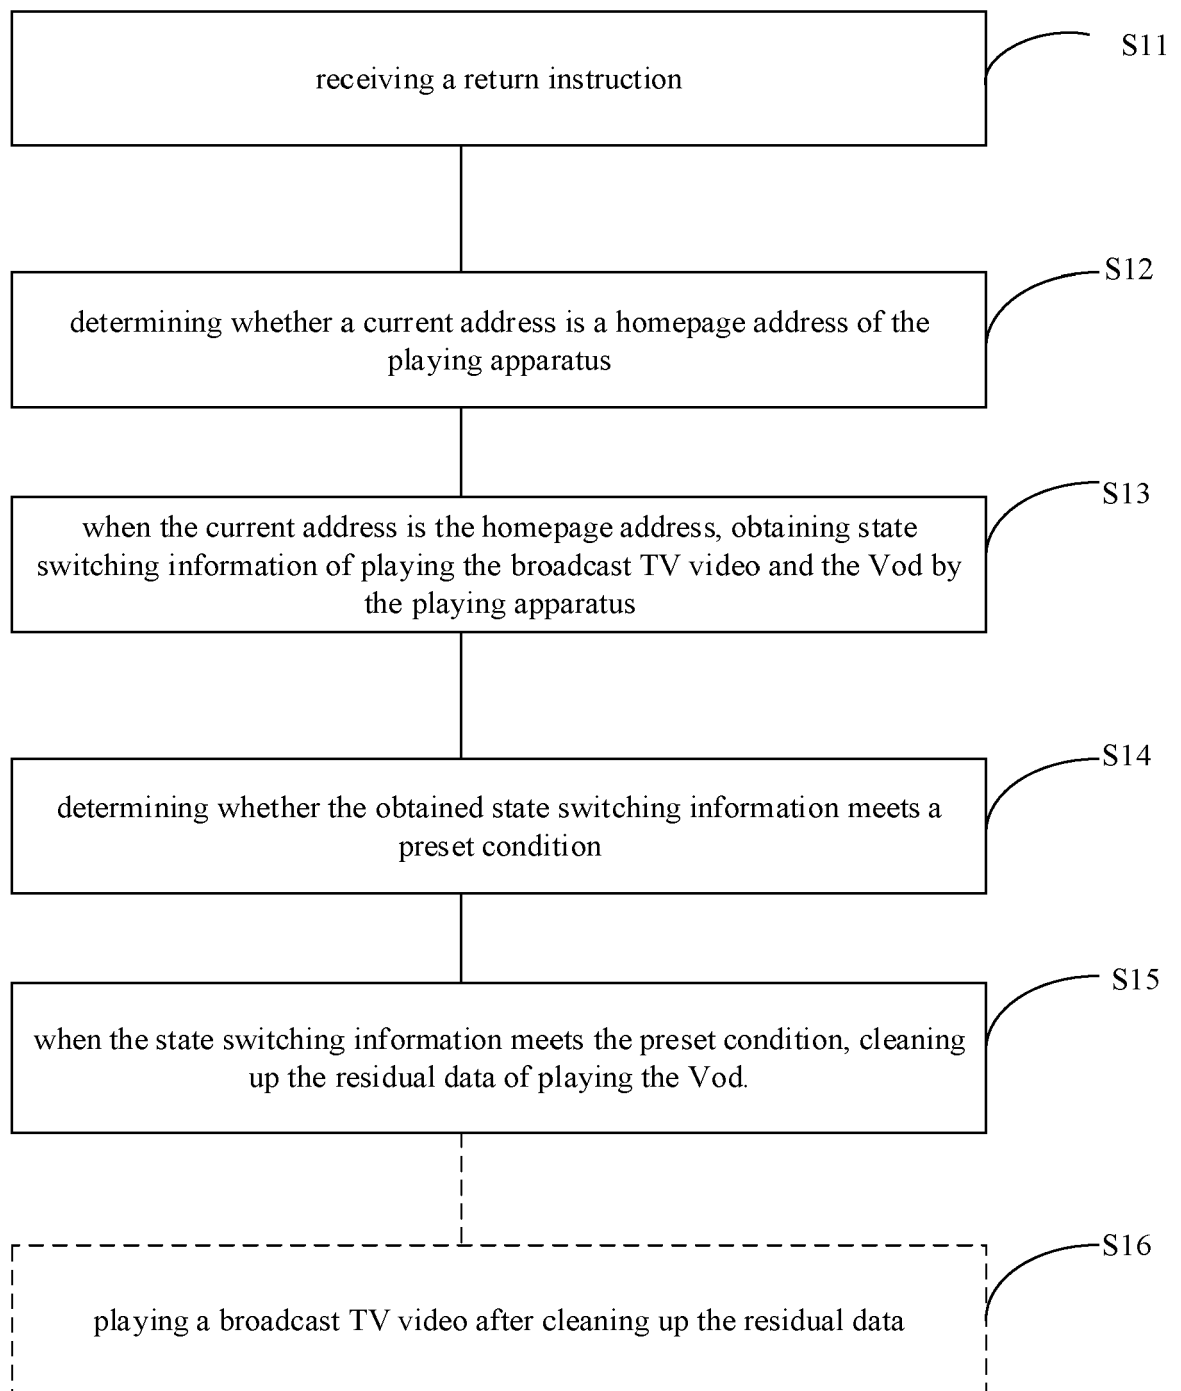 receiving a return instruction
S11
determining whether a current address is a homepage address of the
playing apparatus
S12
when the current address is the homepage address, obtaining state
switching information of playing the broadcast TV video and the Vod by
the playing apparatus
S13
determining whether the obtained state switching information meets a
preset condition
S14
when the state switching information meets the preset condition, cleaning
up the residual data of playing the Vod.
S15
playing a broadcast TV video after cleaning up the residual data
S16